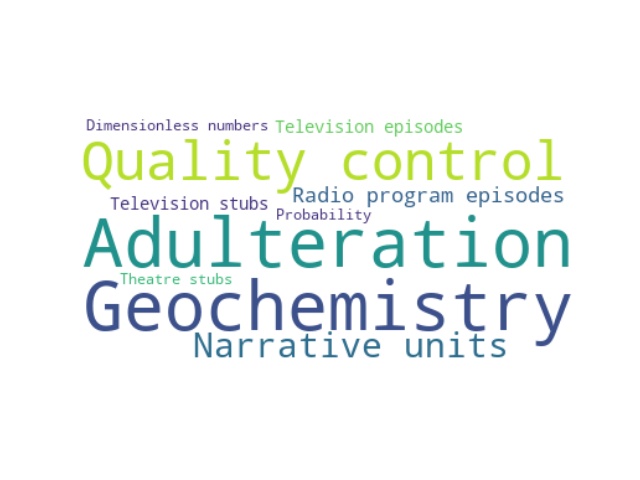 Dimensionless numbers
Television episodes
Quality control
Radio program episodes
Television stubs
Probability
Adulteration
Theatre stubs
Geochemistry
Narrative units